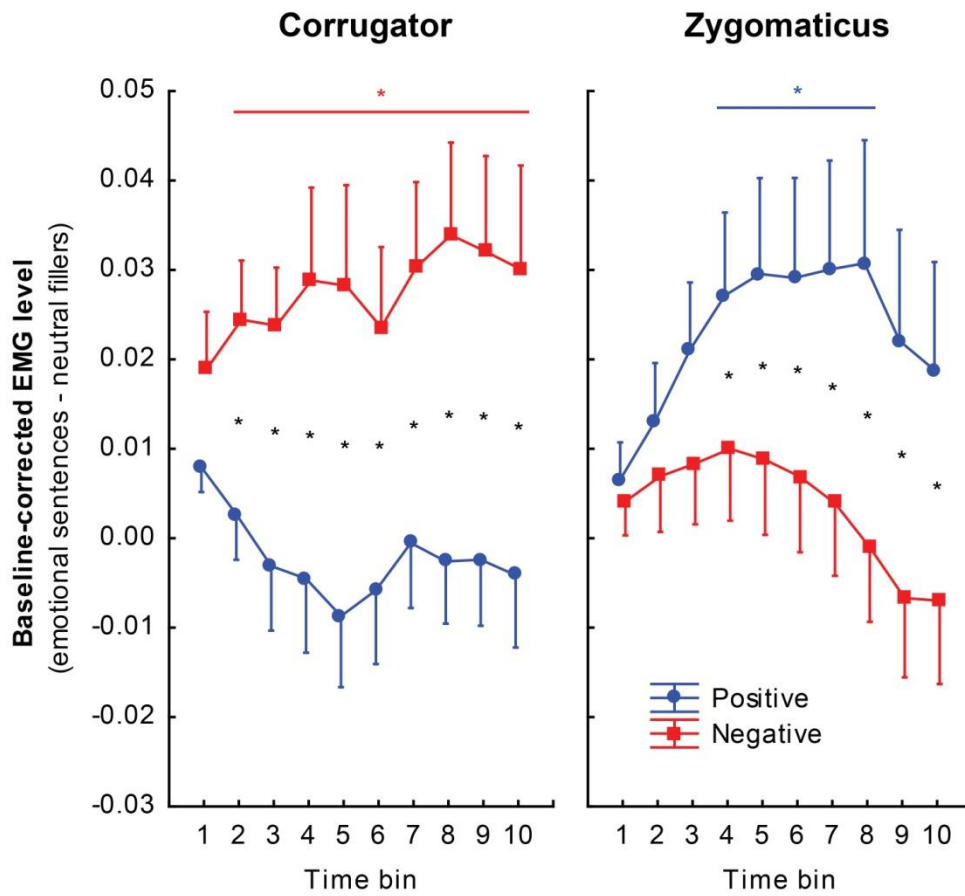 Corrugator
Zygomaticus
Baseline-corrected EMG level
(emotional sentences - neutral fillers)
0.05
0.04
0.03
0.02
0.01
0.00
-0.01
-0.02
-0.03
*
* * * * * * * * *
*
* * * * * * *
Positive
Negative
1 2 3 4 5 6 7 8 9 10
1 2 3 4 5 6 7 8 9 10
Time bin
Time bin